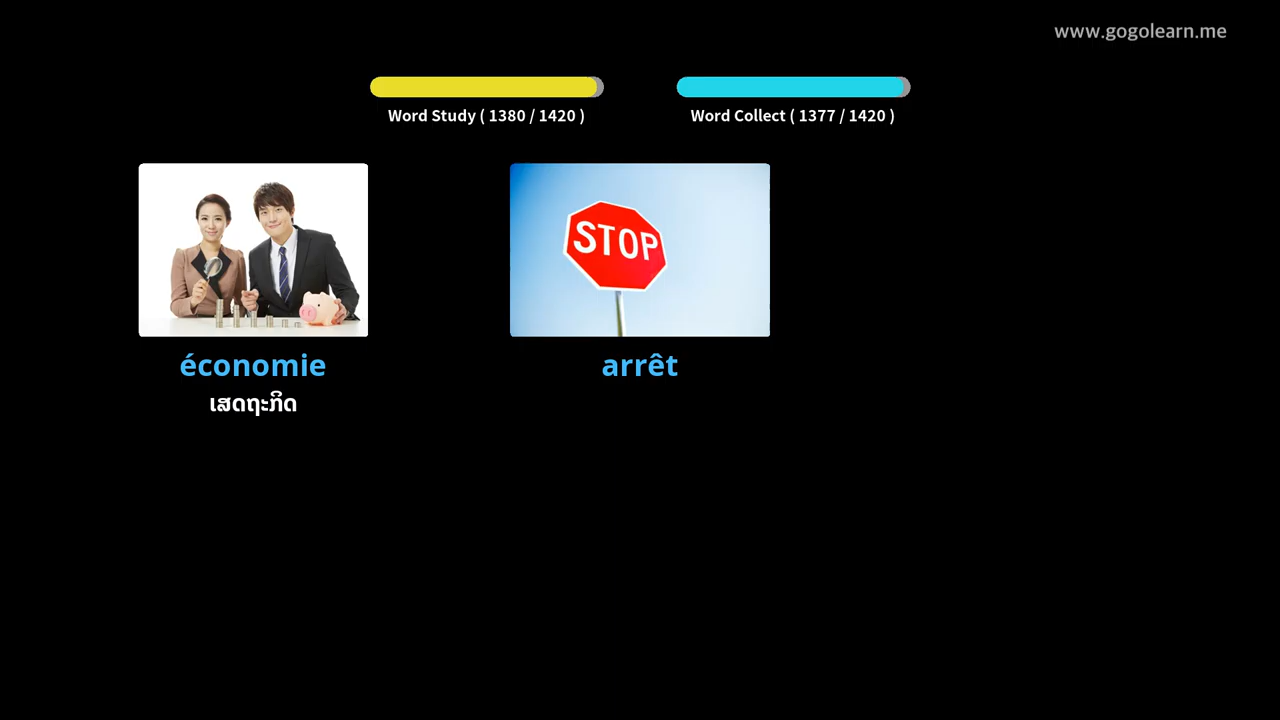 www.gogolearn.me
Word Study ( 1380 / 1420 )
Word Collect ( 1377 / 1420 )
STOP
économie
arrêt
ເສດຖະກິດ